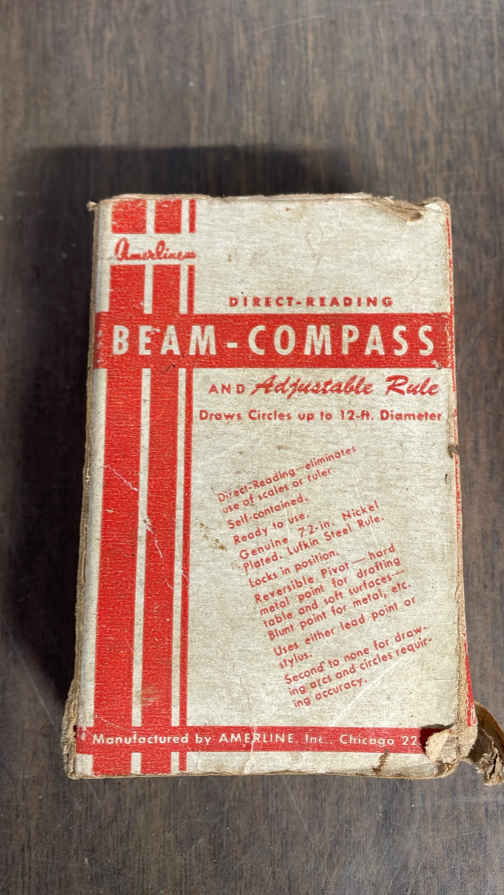 Amerline
DIRECT-READING
BEAM-COMPASS
AND Adjustable Rule
Draws Circles up to 12-ft. Diameter
Direct-Reading—eliminates
use of scales or ruler
Self-contained.
Ready to use.
Genuine 72-in. Nickel
Plated, Lufkin Steel Rule.
Locks in position.
Reversible Pivot—hard
metal point for drafting
table and soft surfaces—
Blunt point for metal, etc.
Uses either lead point or
stylus.
Second to none for draw-
ing arcs and circles requir-
ing accuracy.
Manufactured by AMERLINE, Inc., Chicago 22